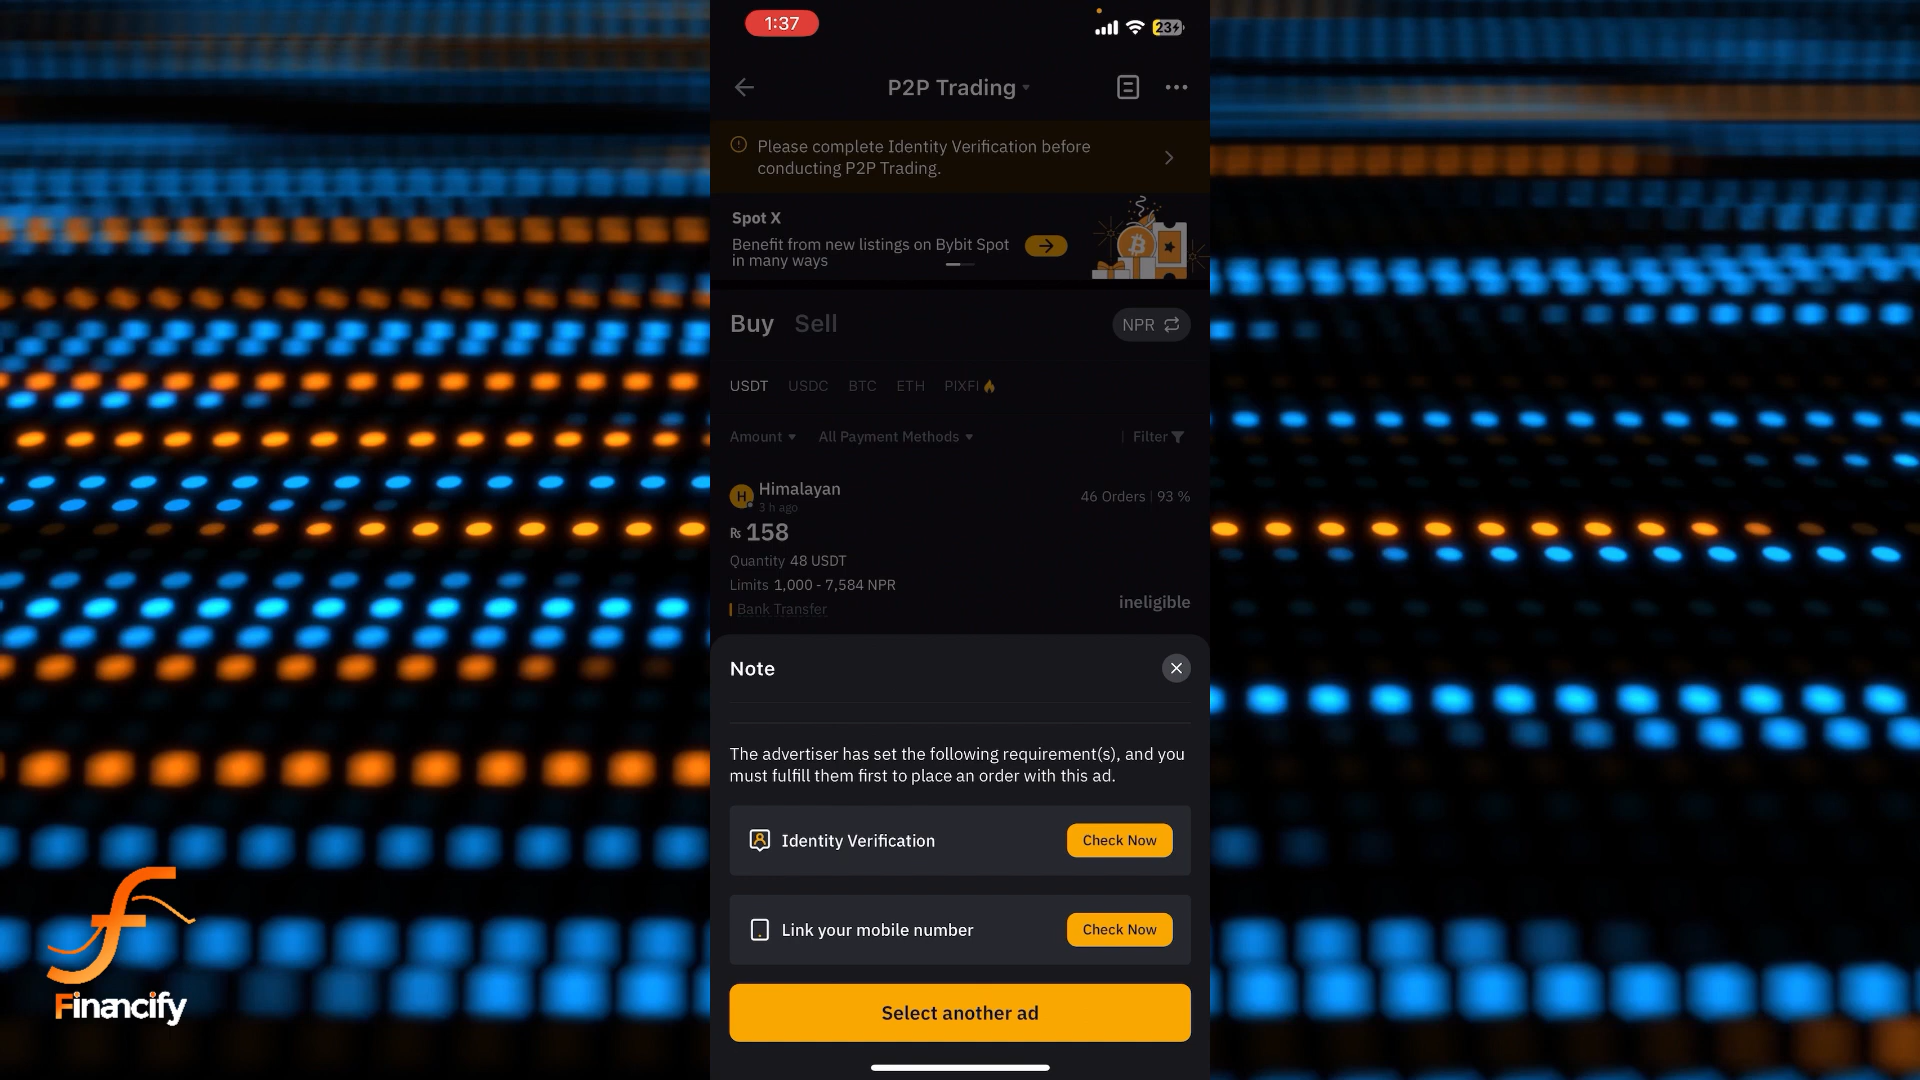 1:37
23
P2P Trading
Please complete Identity Verification before
conducting P2P Trading.
Spot X
Benefit from new listings on Bybit Spot
in many ways
Buy Sell
NPR
USDT USDC BTC ETH PIXFI
Amount All Payment Methods | Filter
H Himalayan
3 h ago
46 Orders | 93 %
₨ 158
Quantity 48 USDT
Limits 1,000 - 7,584 NPR
Bank Transfer
ineligible
Note
The advertiser has set the following requirement(s), and you
must fulfill them first to place an order with this ad.
Identity Verification Check Now
Link your mobile number Check Now
Select another ad
Financify